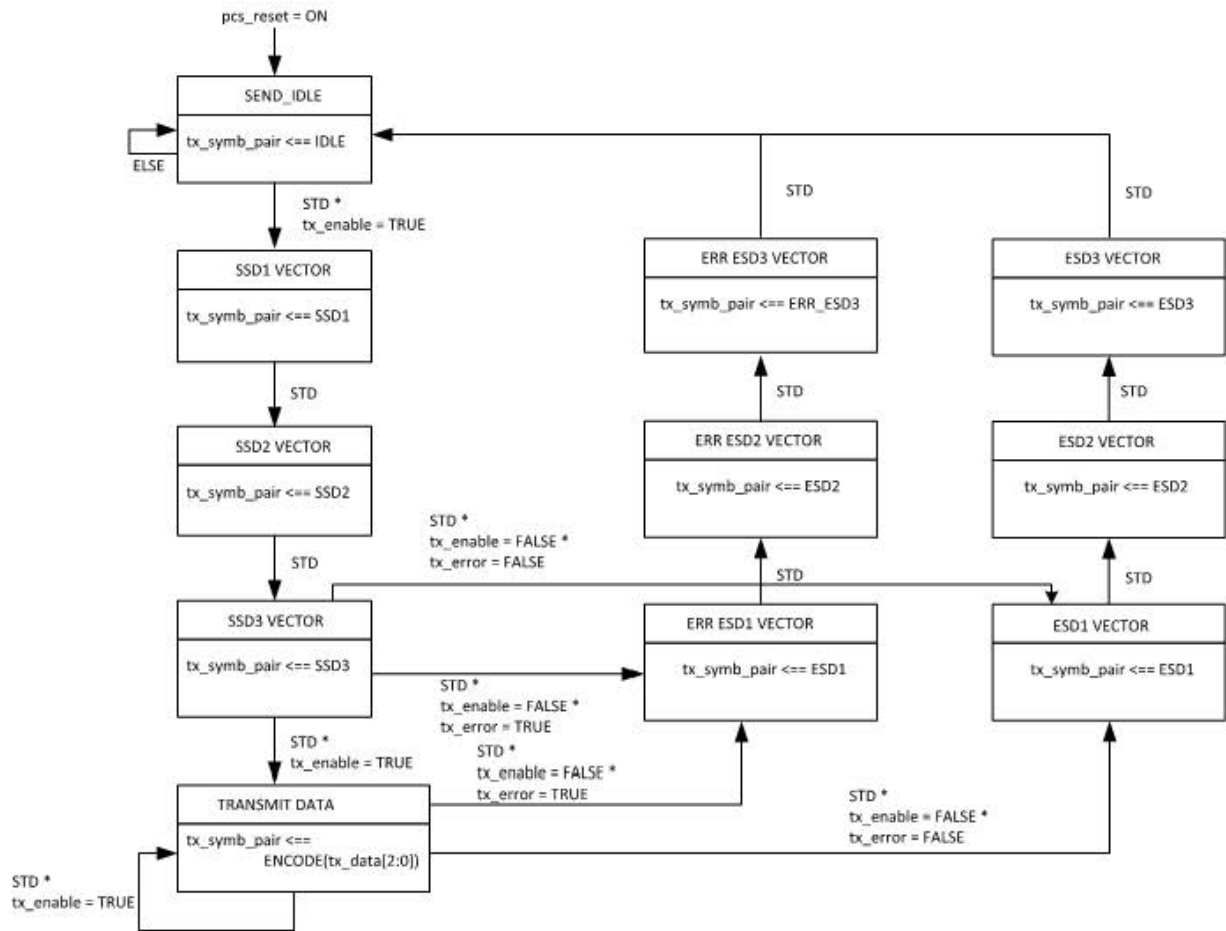 pcs_reset = ON
SEND_IDLE
tx_symb_pair <== IDLE
ELSE
STD *
tx_enable = TRUE
SSD1 VECTOR
tx_symb_pair <== SSD1
STD
SSD2 VECTOR
tx_symb_pair <== SSD2
STD
SSD3 VECTOR
tx_symb_pair <== SSD3
STD *
tx_enable = TRUE
TRANSMIT DATA
tx_symb_pair <==
ENCODE(tx_data[2:0])
STD *
tx_enable = TRUE
STD *
tx_enable = FALSE *
tx_error = FALSE
STD *
tx_enable = FALSE *
tx_error = TRUE
STD *
tx_enable = FALSE *
tx_error = TRUE
STD *
tx_enable = FALSE *
tx_error = FALSE
STD
ERR ESD3 VECTOR
tx_symb_pair <== ERR_ESD3
STD
ERR ESD2 VECTOR
tx_symb_pair <== ESD2
STD
ERR ESD1 VECTOR
tx_symb_pair <== ESD1
STD
ESD3 VECTOR
tx_symb_pair <== ESD3
STD
ESD2 VECTOR
tx_symb_pair <== ESD2
STD
ESD1 VECTOR
tx_symb_pair <== ESD1